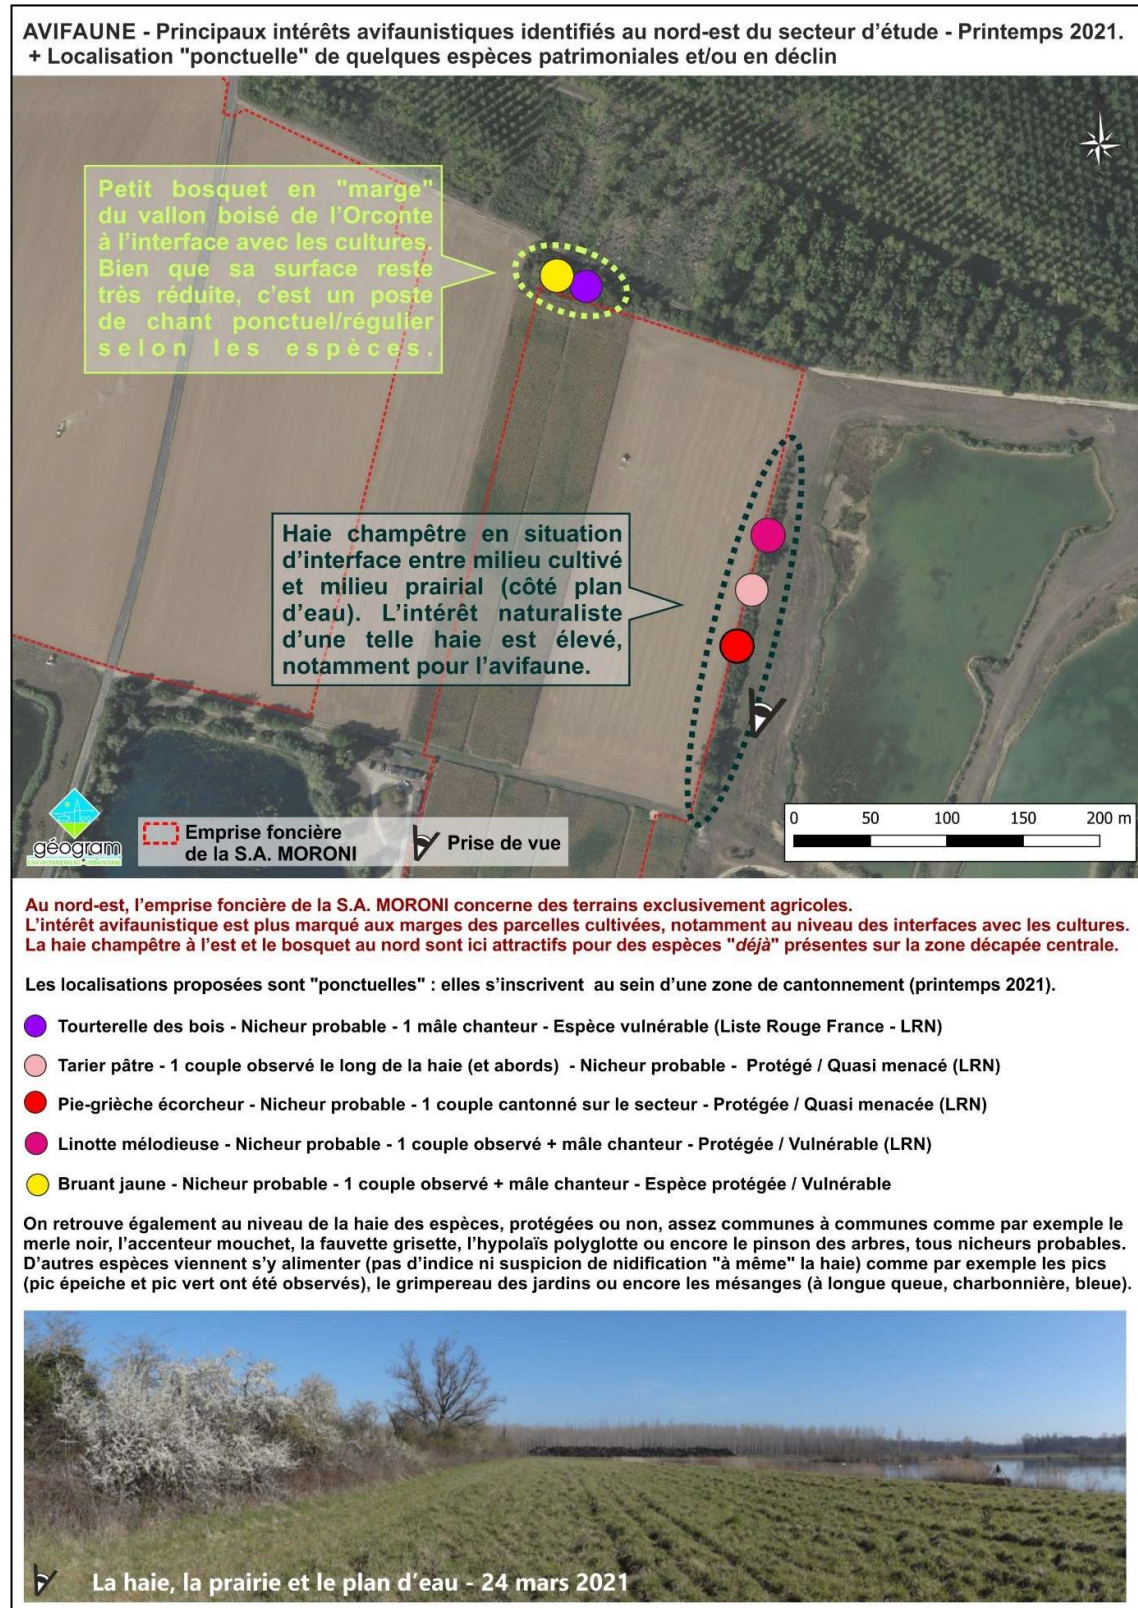 AVIFAUNE - Principaux intérêts avifaunistiques identifiés au nord-est du secteur d'étude - Printemps 2021.
+ Localisation "ponctuelle" de quelques espèces patrimoniales et/ou en déclin
Petit bosquet en "marge"
du vallon boisé de l'Orconte
à l'interface avec les cultures.
Bien que sa surface reste
très réduite, c'est un poste
de chant ponctuel/régulier
selon les espèces.
Haie champêtre en situation
d'interface entre milieu cultivé
et milieu prairial (côté plan
d'eau). L'intérêt naturaliste
d'une telle haie est élevé,
notamment pour l'avifaune.
géogram
ENVIRONNEMENT URBANISME
Emprise foncière
de la S.A. MORONI
Prise de vue
0 50 100 150 200 m
Au nord-est, l'emprise foncière de la S.A. MORONI concerne des terrains exclusivement agricoles.
L'intérêt avifaunistique est plus marqué aux marges des parcelles cultivées, notamment au niveau des interfaces avec les cultures.
La haie champêtre à l'est et le bosquet au nord sont ici attractifs pour des espèces "déjà" présentes sur la zone décapée centrale.
Les localisations proposées sont "ponctuelles" : elles s'inscrivent au sein d'une zone de cantonnement (printemps 2021).
Tourterelle des bois - Nicheur probable - 1 mâle chanteur - Espèce vulnérable (Liste Rouge France - LRN)
Tarier pâtre - 1 couple observé le long de la haie (et abords) - Nicheur probable - Protégé / Quasi menacé (LRN)
Pie-grièche écorcheur - Nicheur probable - 1 couple cantonné sur le secteur - Protégée / Quasi menacée (LRN)
Linotte mélodieuse - Nicheur probable - 1 couple observé + mâle chanteur - Protégée / Vulnérable (LRN)
Bruant jaune - Nicheur probable - 1 couple observé + mâle chanteur - Espèce protégée / Vulnérable
On retrouve également au niveau de la haie des espèces, protégées ou non, assez communes à communes comme par exemple le
merle noir, l'accenteur mouchet, la fauvette grisette, l'hypolaïs polyglotte ou encore le pinson des arbres, tous nicheurs probables.
D'autres espèces viennent s'y alimenter (pas d'indice ni suspicion de nidification "à même" la haie) comme par exemple les pics
(pic épeiche et pic vert ont été observés), le grimpereau des jardins ou encore les mésanges (à longue queue, charbonnière, bleue).
La haie, la prairie et le plan d'eau - 24 mars 2021